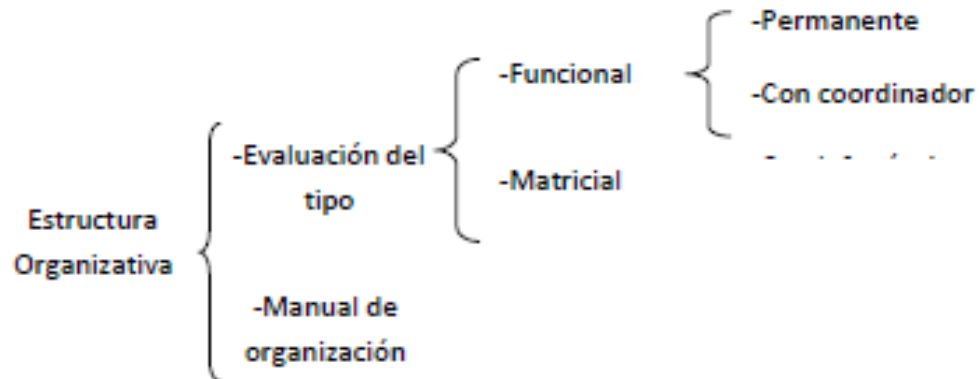 -Permanente
-Funcional
-Con coordinador
-Evaluación del
tipo
-Matricial
Estructura
Organizativa
-Manual de
organización